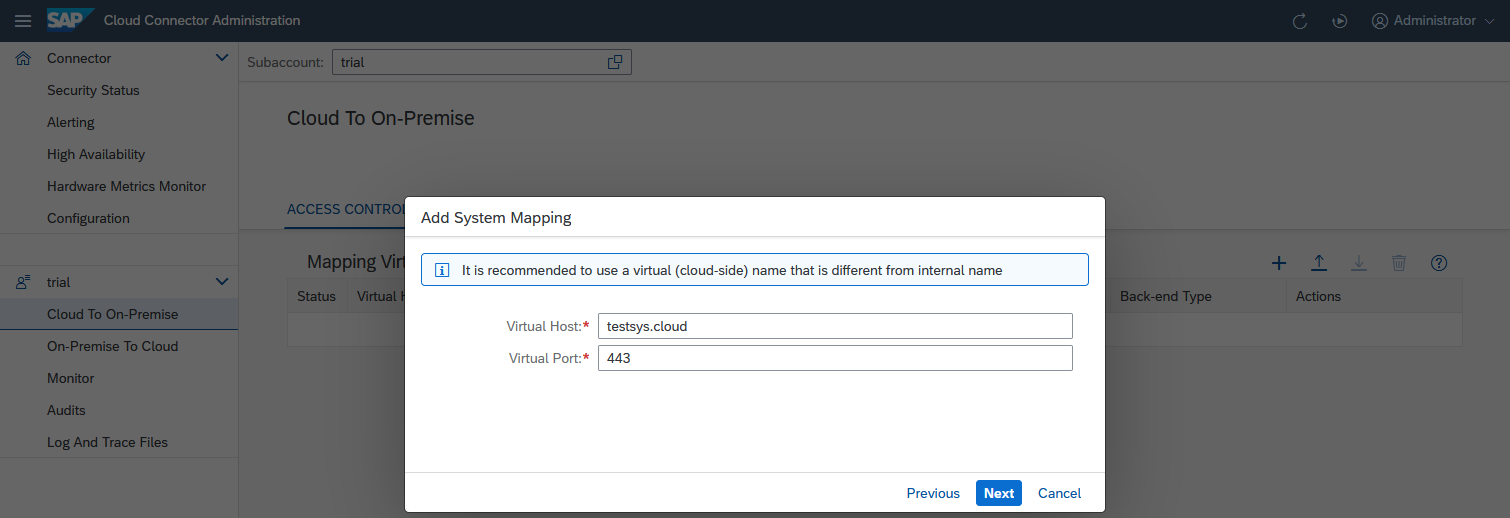 SAP Cloud Connector Administration Administrator
Connector
Security Status
Alerting
High Availability
Hardware Metrics Monitor
Configuration
trial
Cloud To On-Premise
On-Premise To Cloud
Monitor
Audits
Log And Trace Files
Subaccount: trial
Cloud To On-Premise
ACCESS CONTROL
Mapping Virt
Status Virtual Back-end Type Actions
Add System Mapping
It is recommended to use a virtual (cloud-side) name that is different from internal name
Virtual Host:* testsys.cloud
Virtual Port:* 443
Previous Next Cancel